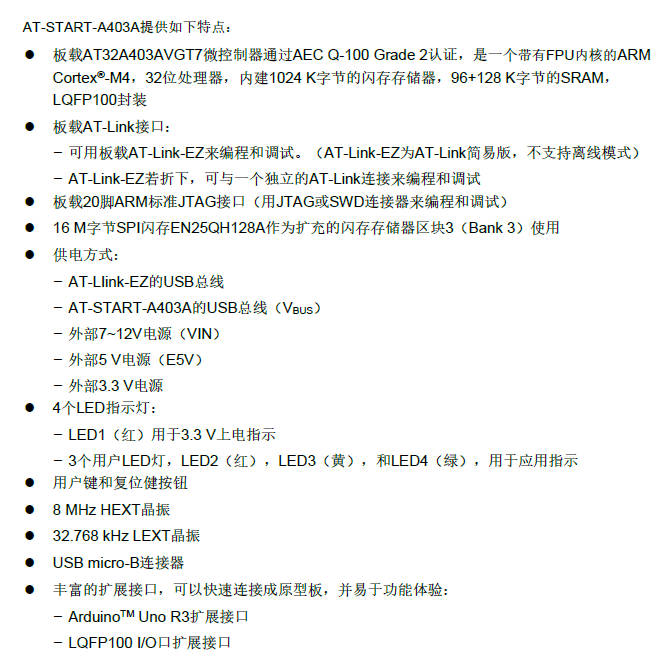 AT-START-A403A提供如下特点：
● 板载AT32A403AVGT7微控制器通过AEC Q-100 Grade 2认证，是一个带有FPU内核的ARM
Cortex®-M4，32位处理器，内建1024 K字节的闪存存储器，96+128 K字节的SRAM，
LQFP100封装
● 板载AT-Link接口：
− 可用板载AT-Link-EZ来编程和调试。（AT-Link-EZ为AT-Link简易版，不支持离线模式）
− AT-Link-EZ若折下，可与一个独立的AT-Link连接来编程和调试
● 板载20脚ARM标准JTAG接口（用JTAG或SWD连接器来编程和调试）
● 16 M字节SPI闪存EN25QH128A作为扩充的闪存存储器区块3（Bank 3）使用
● 供电方式：
− AT-LIink-EZ的USB总线
− AT-START-A403A的USB总线（VBUS）
− 外部7~12V电源（VIN）
− 外部5 V电源（E5V）
− 外部3.3 V电源
● 4个LED指示灯：
− LED1（红）用于3.3 V上电指示
− 3个用户LED灯，LED2（红），LED3（黄），和LED4（绿），用于应用指示
● 用户键和复位健按钮
● 8 MHz HEXT晶振
● 32.768 kHz LEXT晶振
● USB micro-B连接器
● 丰富的扩展接口，可以快速连接成原型板，并易于功能体验：
− Arduino™ Uno R3扩展接口
− LQFP100 I/O口扩展接口